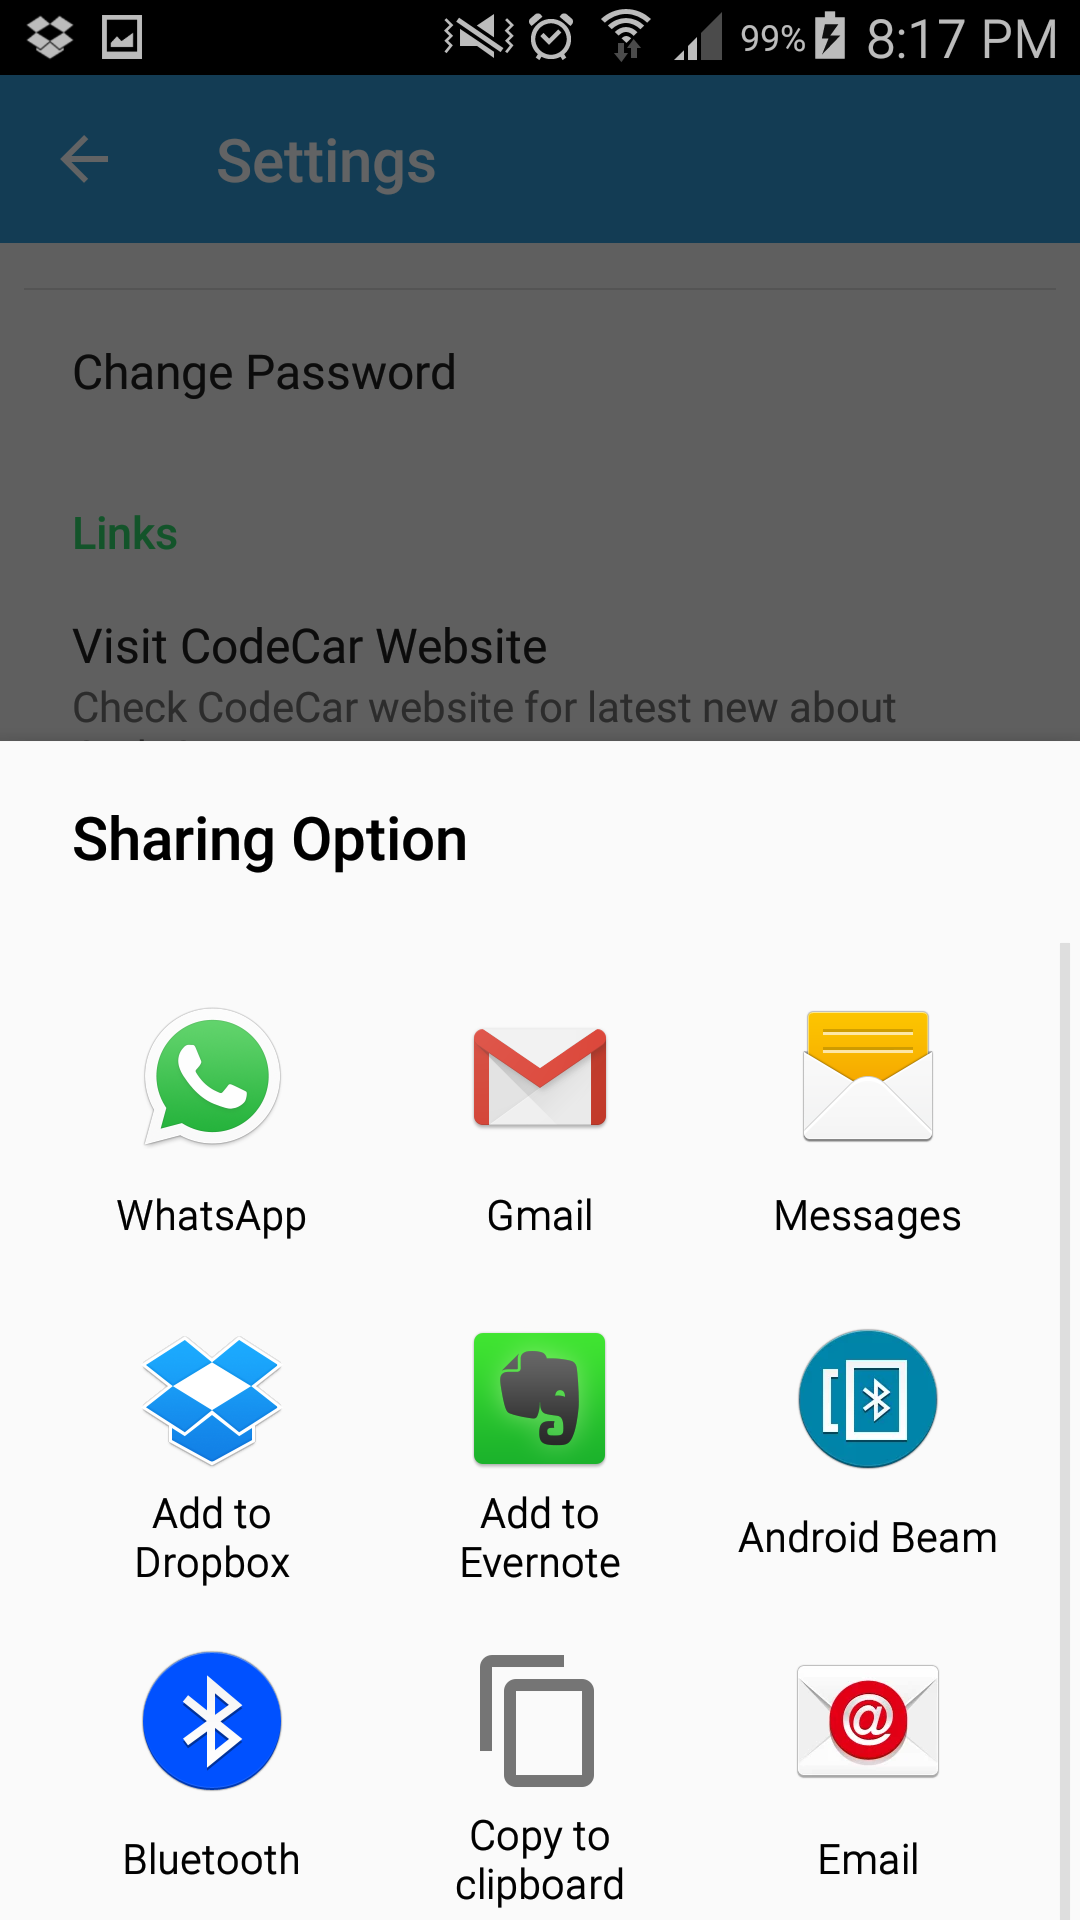 99% 8:17 PM
Settings
Change Password
Links
Visit CodeCar Website
Check CodeCar website for latest new about
Sharing Option
WhatsApp Gmail Messages
Add to Add to Android Beam
Dropbox Evernote
Bluetooth Copy to Email
clipboard